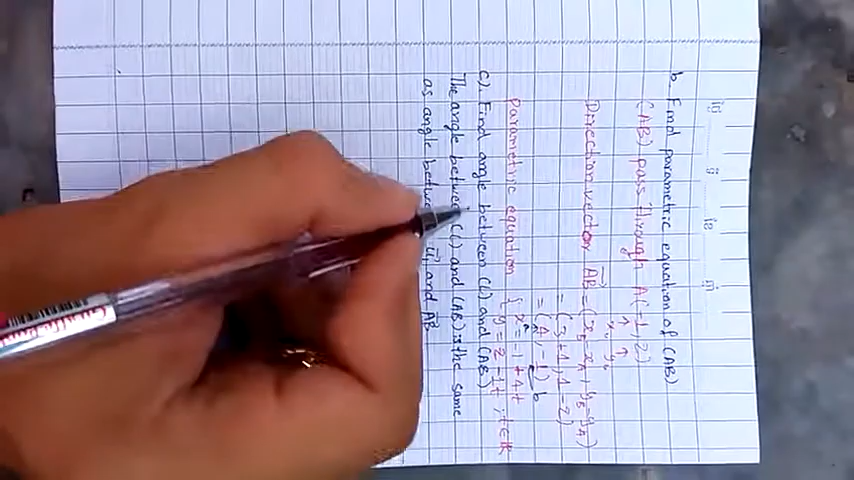 b. Find parametric equation of (AB)
(AB) pass through A(-1, 2)
x₀ y₀
Direction vector AB⃗ = (x_B - x_A, y_B - y_A)
= (3+1, 1-2)
= (4, -1) b
Parametric equation { x = -1 + 4t
y = 2 - 1t ; t∈R
c). Find angle between (L) and (AB)
The angle between (L) and (AB) is the same
as angle u⃗ and AB⃗